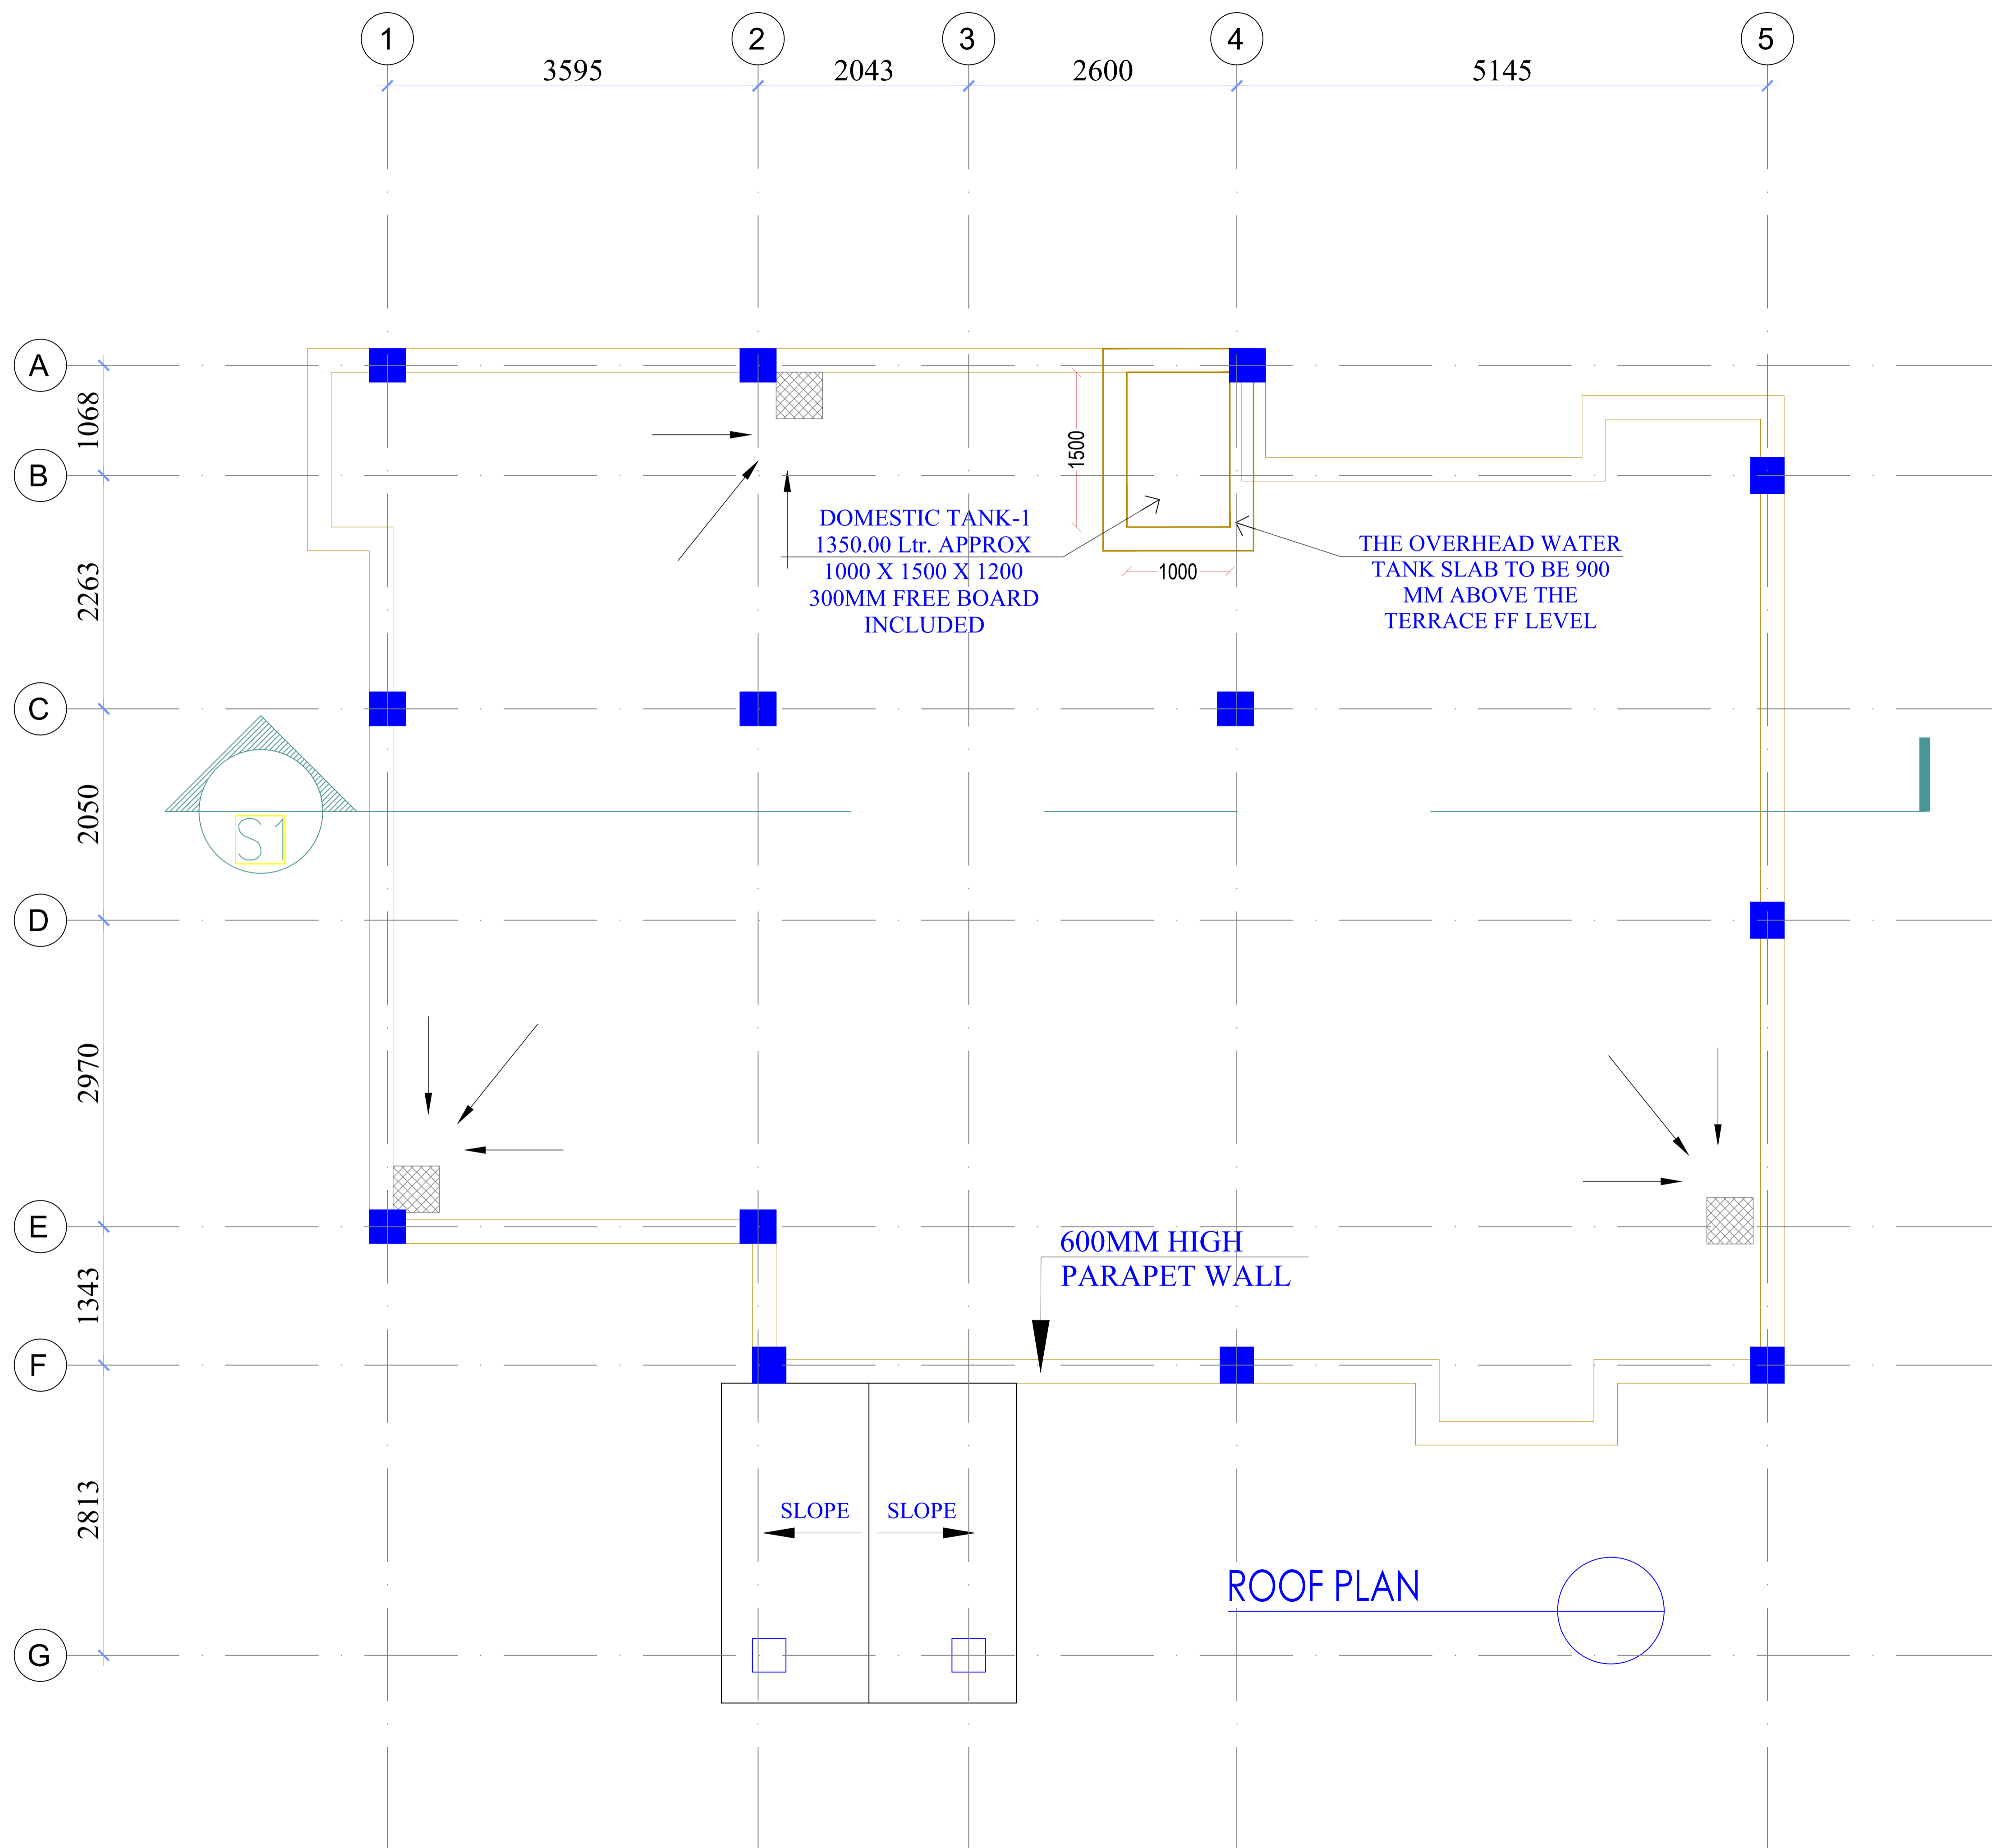 1
2
3
4
5
3595
2043
2600
5145
A
B
C
D
E
F
G
1068
2263
2050
2970
1343
2813
1500
1000
DOMESTIC TANK-1
1350.00 Ltr. APPROX
1000 X 1500 X 1200
300MM FREE BOARD
INCLUDED
THE OVERHEAD WATER
TANK SLAB TO BE 900
MM ABOVE THE
TERRACE FF LEVEL
S1
600MM HIGH
PARAPET WALL
SLOPE
SLOPE
ROOF PLAN